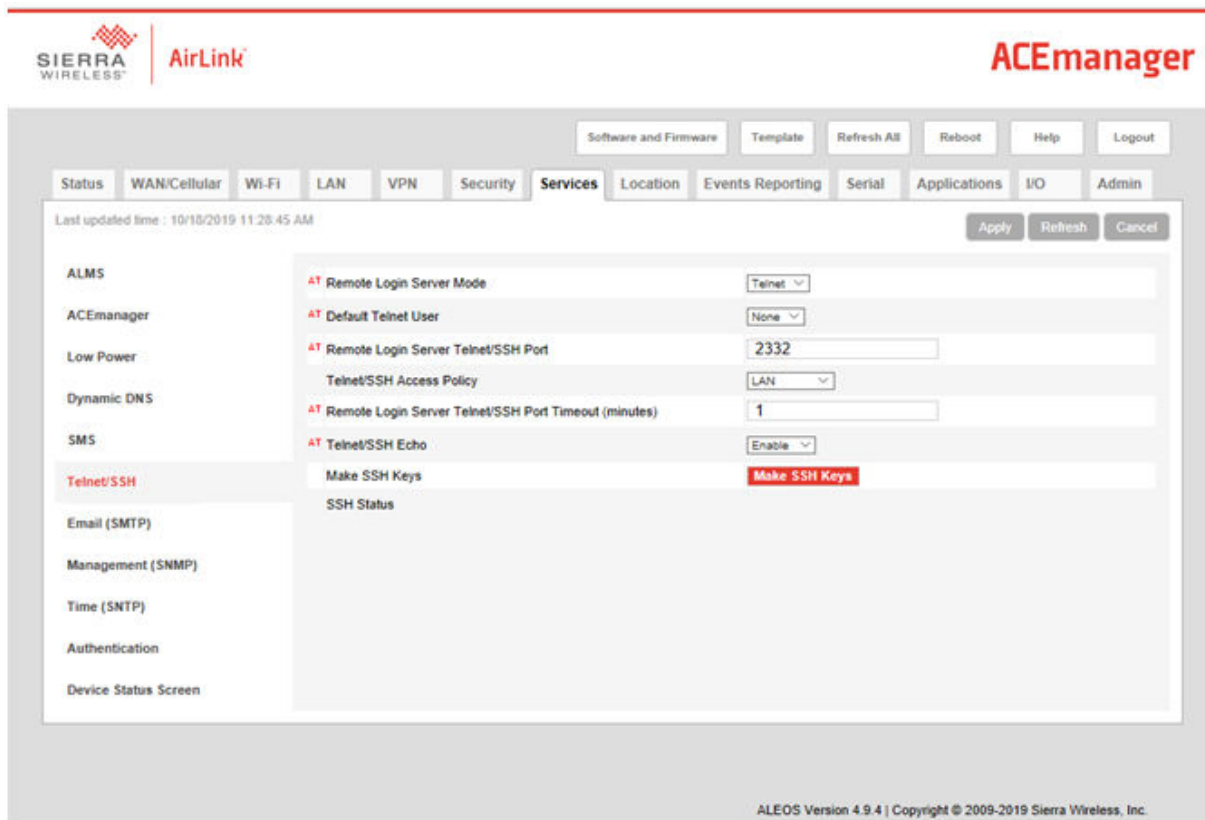 SIERRA
WIRELESS
AirLink
ACEmanager
Software and Firmware Template Refresh All Reboot Help Logout
Status WAN/Cellular Wi-Fi LAN VPN Security Services Location Events Reporting Serial Applications I/O Admin
Last updated time : 10/18/2019 11:28:45 AM
Apply Refresh Cancel
ALMS
ACEmanager
Low Power
Dynamic DNS
SMS
Telnet/SSH
Email (SMTP)
Management (SNMP)
Time (SNTP)
Authentication
Device Status Screen
AT Remote Login Server Mode Telnet
AT Default Telnet User None
AT Remote Login Server Telnet/SSH Port 2332
Telnet/SSH Access Policy LAN
AT Remote Login Server Telnet/SSH Port Timeout (minutes) 1
AT Telnet/SSH Echo Enable
Make SSH Keys Make SSH Keys
SSH Status
ALEOS Version 4.9.4 | Copyright © 2009-2019 Sierra Wireless, Inc.